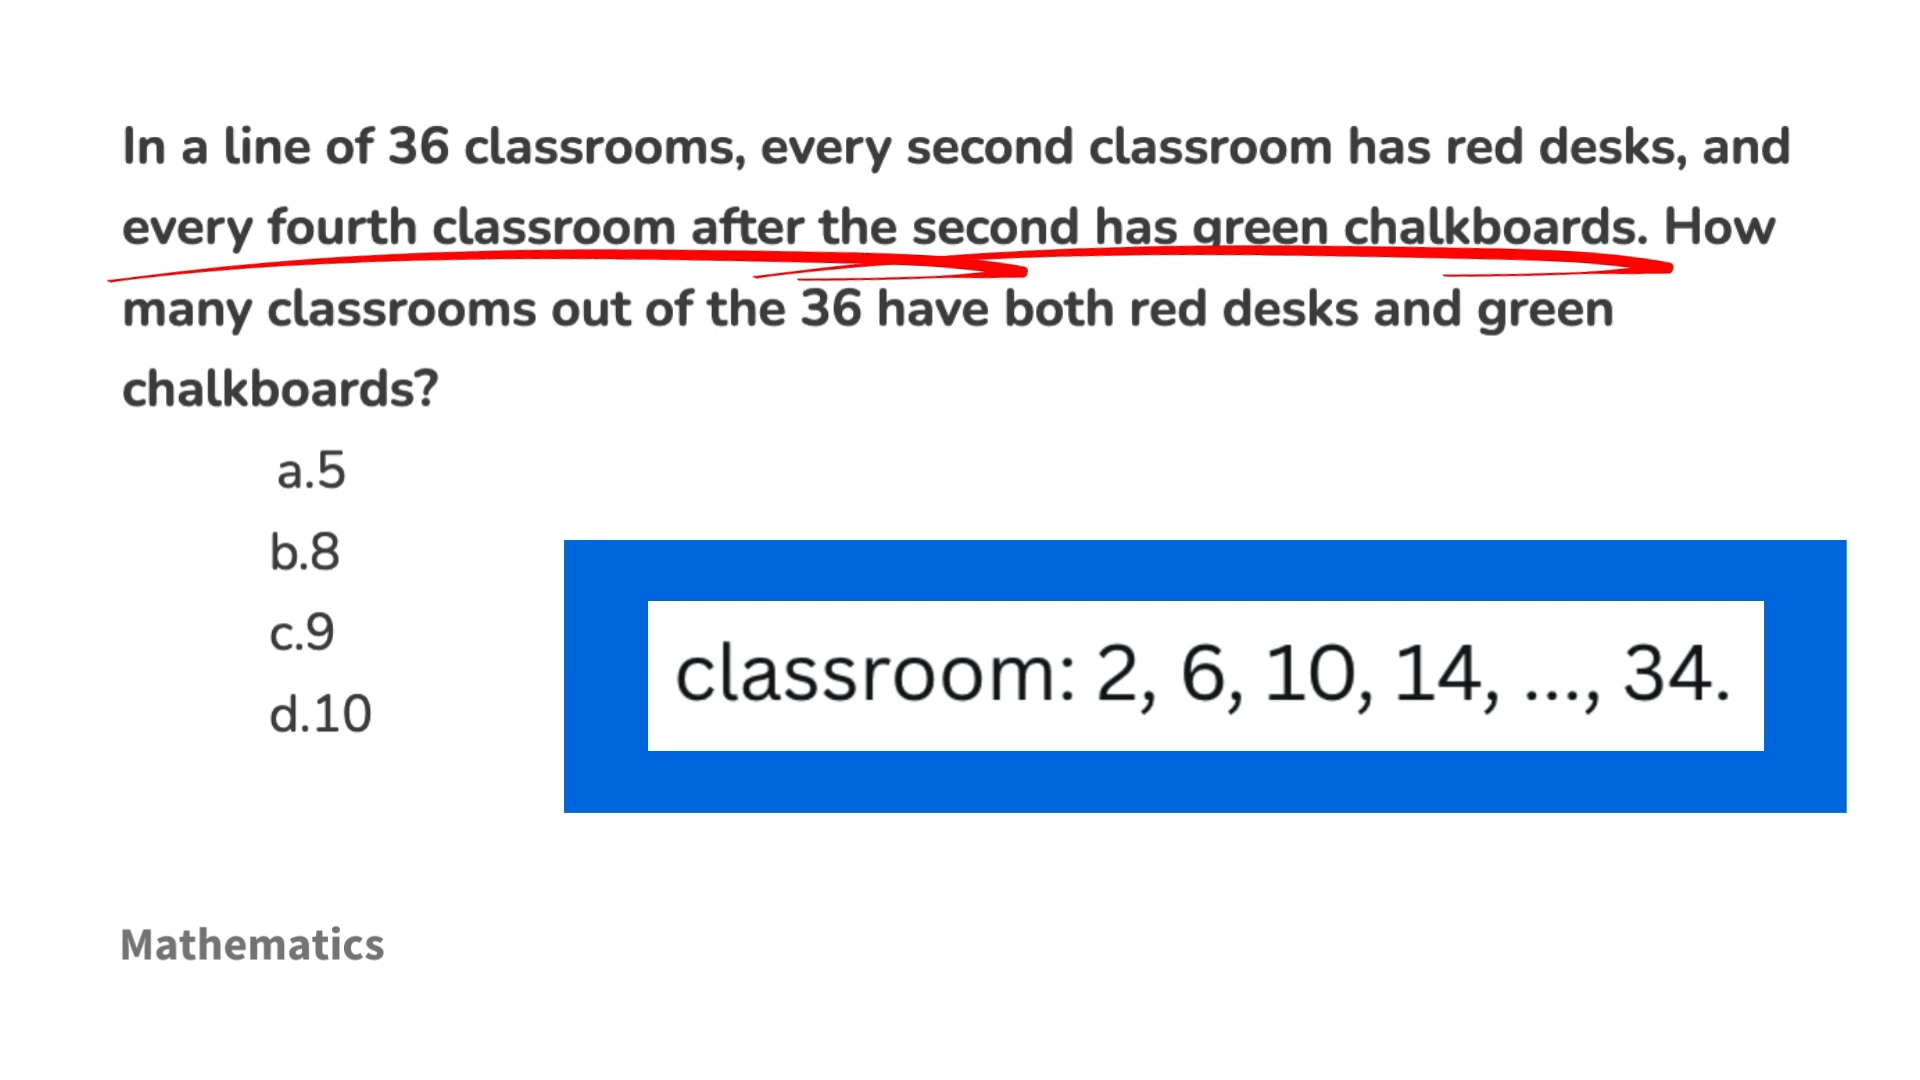 In a line of 36 classrooms, every second classroom has red desks, and
every fourth classroom after the second has green chalkboards. How
many classrooms out of the 36 have both red desks and green
chalkboards?
a.5
b.8
c.9
d.10
classroom: 2, 6, 10, 14, ..., 34.
Mathematics